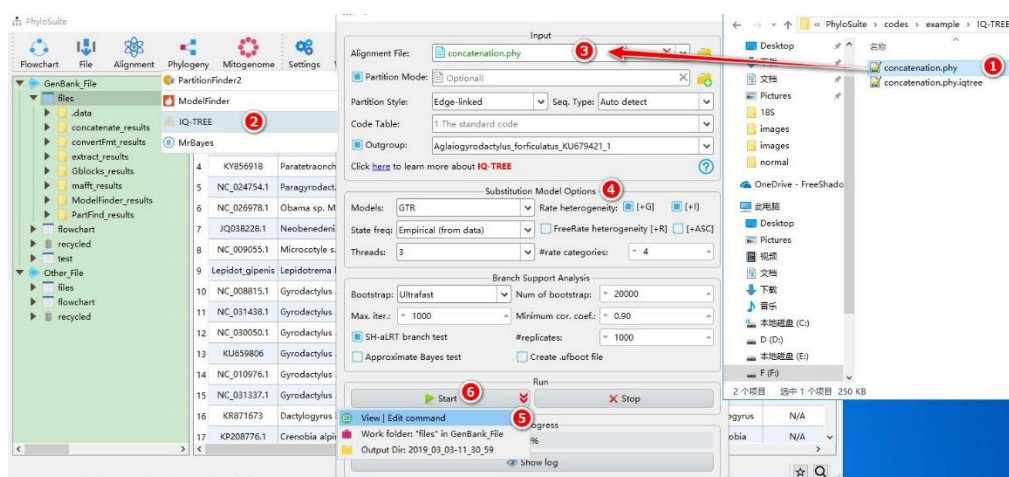 PhyloSuite
Flowchart File Alignment Phylogeny Mitogenome Settings
GenBank_File
files
.data
concatenate_results
convertFmt_results
extract_results
Gblocks_results
mafft_results
ModelFinder_results
PartFind_results
flowchart
recycled
test
Other_File
files
flowchart
recycled
PartitionFinder2
ModelFinder
IQ-TREE 2
MrBayes
4 KY856918 Paratetraonch
5 NC_024754.1 Paragyrodact.
6 NC_026978.1 Obama sp. M
7 JQ038228.1 Neobenedeni.
8 NC_009055.1 Microcotyle s.
9 Lepidot_gipenis Lepidotrema l
10 NC_008815.1 Gyrodactylus
11 NC_031438.1 Gyrodactylus
12 NC_030050.1 Gyrodactylus
13 KU659806 Gyrodactylus
14 NC_010976.1 Gyrodactylus
15 NC_031337.1 Gyrodactylus
16 KR871673 Dactylogyrus
17 KP208776.1 Crenobia alpi
Input
Alignment File: concatenation.phy 3
Partition Mode: Optional!
Partition Style: Edge-linked Seq. Type: Auto detect
Code Table: 1 The standard code
Outgroup: Aglaiogyrodactylus_forficulatus_KU679421_1
Click here to learn more about IQ-TREE ?
Substitution Model Options 4
Models: GTR Rate heterogeneity: [+G] [+I]
State freq: Empirical (from data) FreeRate heterogeneity [+R] [+ASC]
Threads: 3 #rate categories: 4
Branch Support Analysis
Bootstrap: Ultrafast Num of bootstrap: 20000
Max. iter.: 1000 Minimum cor. coef.: 0.90
SH-aLRT branch test #replicates: 1000
Approximate Bayes test Create .ufboot file
Run
Start 6 Stop
View | Edit command 5
Work folder: "files" in GenBank_File
Output Dir: 2019_03_03-11_30_59
ogress
%
Show log
ogyrus N/A
obia N/A
« PhyloSuite › codes › example › IQ-TREE
Desktop
文档
Pictures
18S
images
images
normal
OneDrive - FreeShado
此电脑
Desktop
Pictures
视频
文档
下载
音乐
本地磁盘 (C:)
D (D:)
本地磁盘 (E:)
F (F:)
名称
concatenation.phy 1
concatenation.phy.iqtree
2 个项目 选中 1 个项目 250 KB